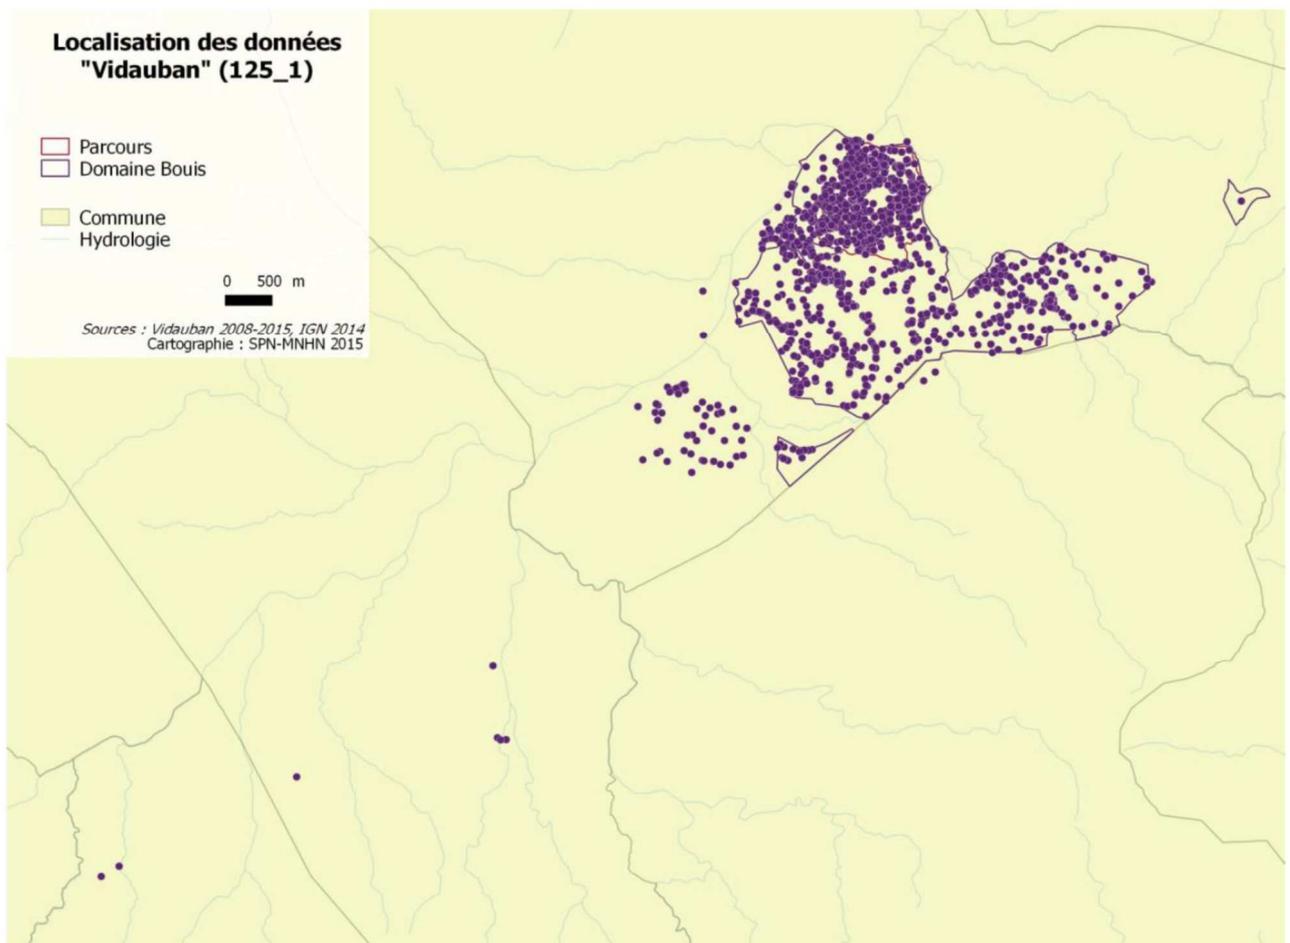 Localisation des données
"Vidauban" (125_1)
Parcours
Domaine Bouis
Commune
Hydrologie
0 500 m
Sources : Vidauban 2008-2015, IGN 2014
Cartographie : SPN-MNHN 2015